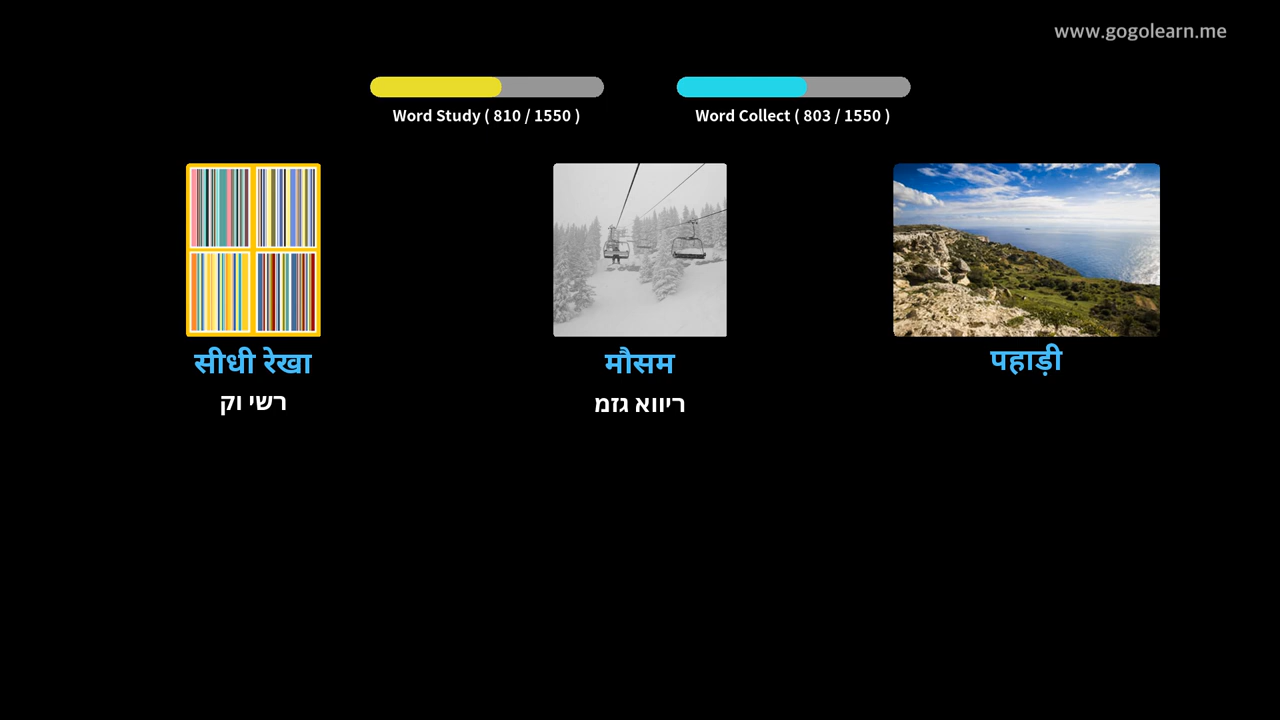 www.gogolearn.me
Word Study ( 810 / 1550 )
Word Collect ( 803 / 1550 )
सीधी रेखा
רשי וק
मौसम
ריווא גזמ
पहाड़ी